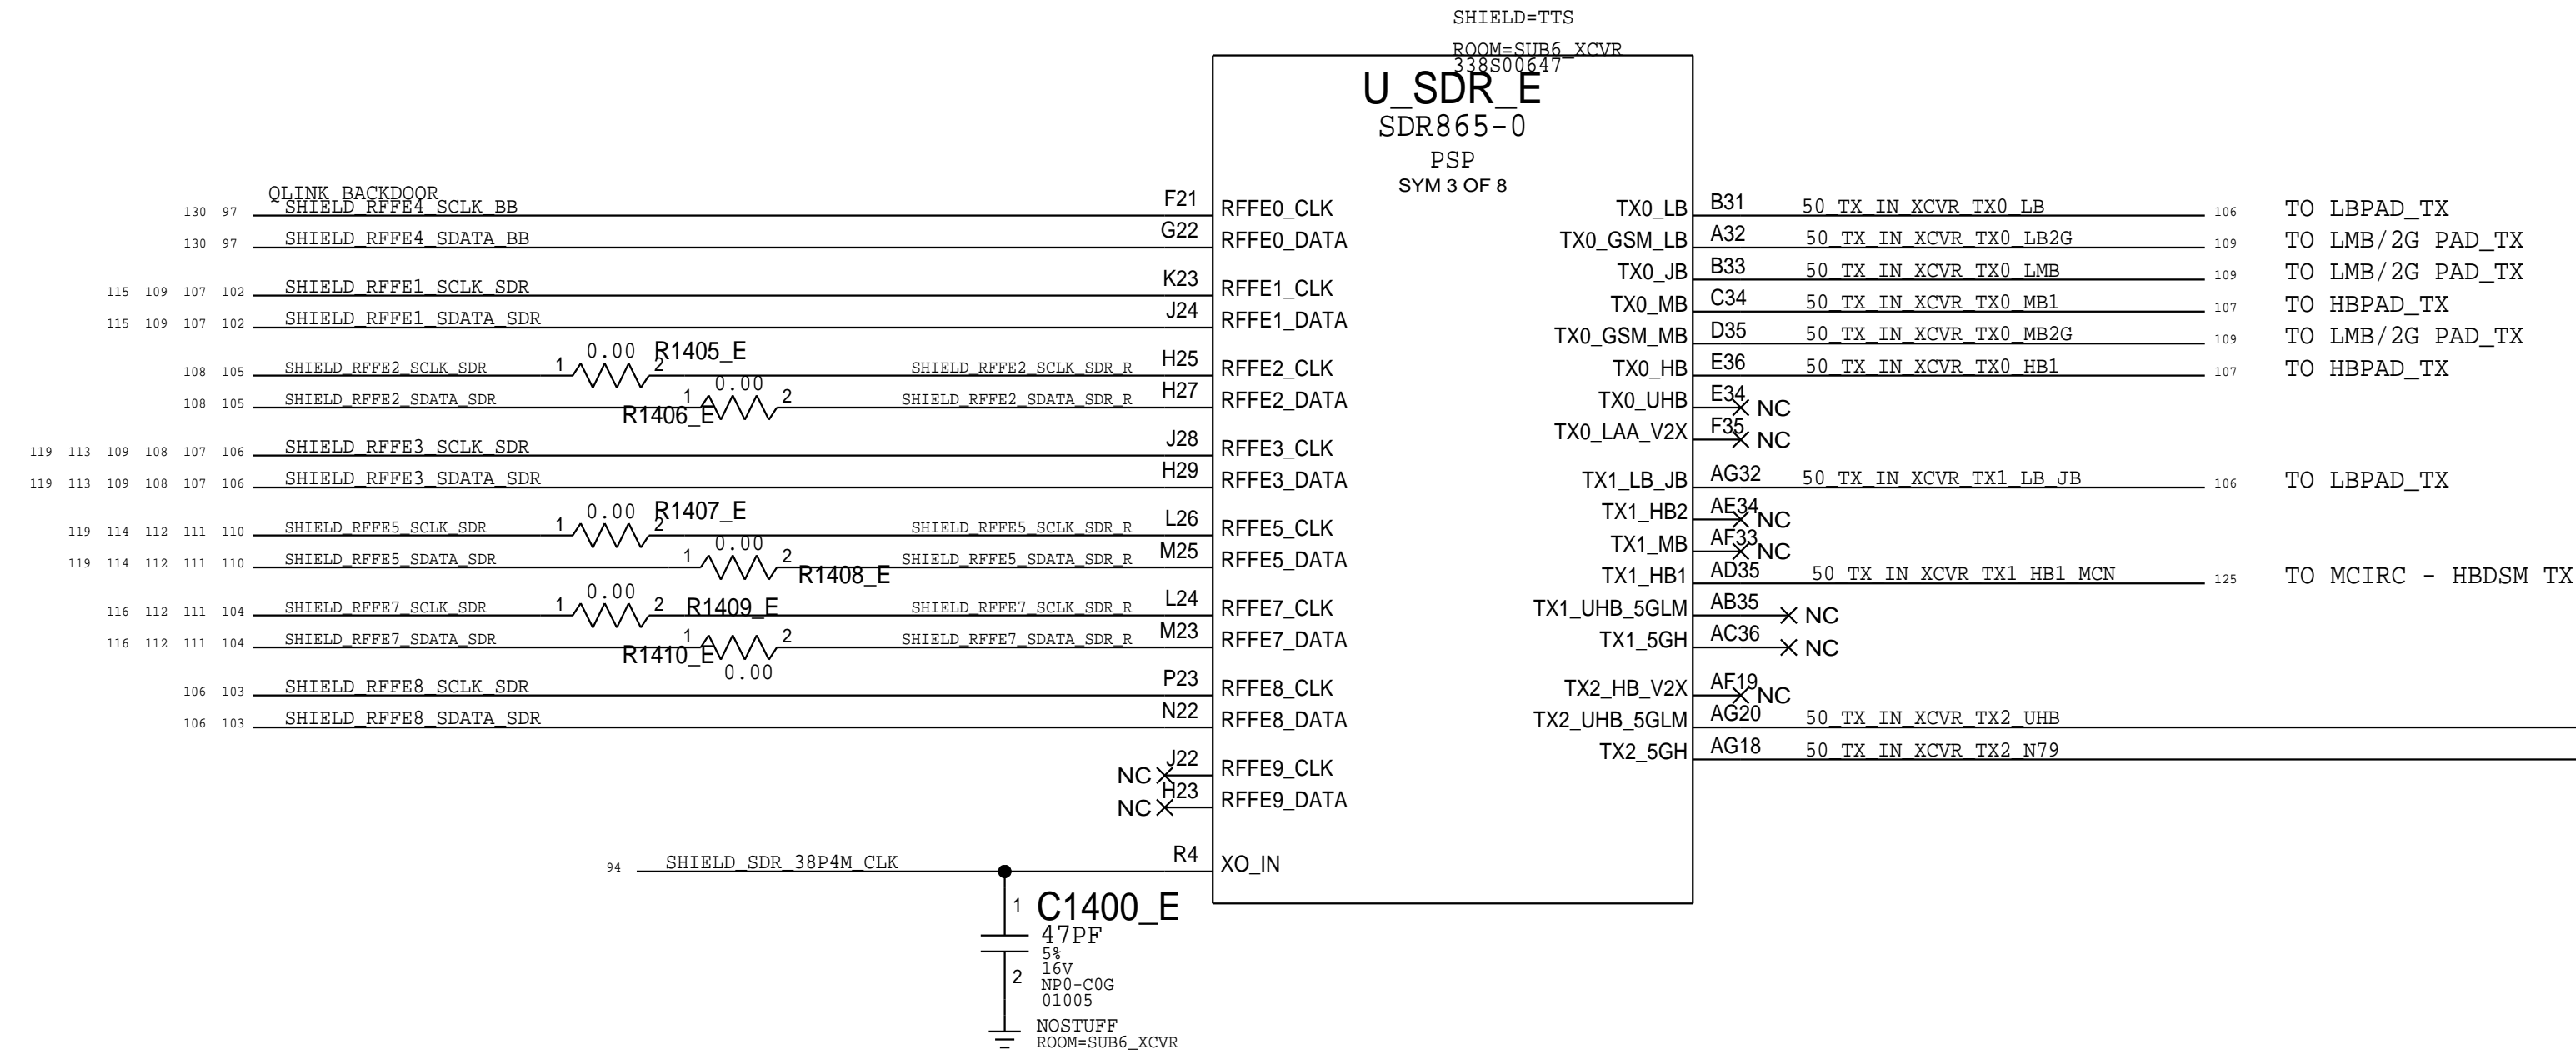 SHIELD=TTS
ROOM=SUB6_XCVR
338S00647
U_SDR_E
SDR865-0
PSP
SYM 3 OF 8
QLINK BACKDOOR
130 97 SHIELD_RFFE4_SCLK_BB F21 RFFE0_CLK TX0_LB B31 50_TX_IN_XCVR_TX0_LB 106 TO LBPAD_TX
130 97 SHIELD_RFFE4_SDATA_BB G22 RFFE0_DATA TX0_GSM_LB A32 50_TX_IN_XCVR_TX0_LB2G 109 TO LMB/2G PAD_TX
TX0_JB B33 50_TX_IN_XCVR_TX0_LMB 109 TO LMB/2G PAD_TX
115 109 107 102 SHIELD_RFFE1_SCLK_SDR K23 RFFE1_CLK TX0_MB C34 50_TX_IN_XCVR_TX0_MB1 107 TO HBPAD_TX
115 109 107 102 SHIELD_RFFE1_SDATA_SDR J24 RFFE1_DATA TX0_GSM_MB D35 50_TX_IN_XCVR_TX0_MB2G 109 TO LMB/2G PAD_TX
0.00 R1405_E
108 105 SHIELD_RFFE2_SCLK_SDR 1 2 SHIELD_RFFE2_SCLK_SDR_R H25 RFFE2_CLK TX0_HB E36 50_TX_IN_XCVR_TX0_HB1 107 TO HBPAD_TX
0.00
108 105 SHIELD_RFFE2_SDATA_SDR 1 2 SHIELD_RFFE2_SDATA_SDR_R H27 RFFE2_DATA TX0_UHB E34 NC
R1406_E
TX0_LAA_V2X F35 NC
119 113 109 108 107 106 SHIELD_RFFE3_SCLK_SDR J28 RFFE3_CLK
119 113 109 108 107 106 SHIELD_RFFE3_SDATA_SDR H29 RFFE3_DATA TX1_LB_JB AG32 50_TX_IN_XCVR_TX1_LB_JB 106 TO LBPAD_TX
0.00 R1407_E
TX1_HB2 AE34 NC
119 114 112 111 110 SHIELD_RFFE5_SCLK_SDR 1 2 SHIELD_RFFE5_SCLK_SDR_R L26 RFFE5_CLK TX1_MB AF33 NC
0.00
119 114 112 111 110 SHIELD_RFFE5_SDATA_SDR 1 2 SHIELD_RFFE5_SDATA_SDR_R M25 RFFE5_DATA TX1_HB1 AD35 50_TX_IN_XCVR_TX1_HB1_MCN 125 TO MCIRC - HBDSM TX
R1408_E
0.00
116 112 111 104 SHIELD_RFFE7_SCLK_SDR 1 2 R1409_E SHIELD_RFFE7_SCLK_SDR_R L24 RFFE7_CLK TX1_UHB_5GLM AB35 NC
116 112 111 104 SHIELD_RFFE7_SDATA_SDR 1 2 SHIELD_RFFE7_SDATA_SDR_R M23 RFFE7_DATA TX1_5GH AC36 NC
R1410_E
0.00
106 103 SHIELD_RFFE8_SCLK_SDR P23 RFFE8_CLK TX2_HB_V2X AF19 NC
106 103 SHIELD_RFFE8_SDATA_SDR N22 RFFE8_DATA TX2_UHB_5GLM AG20 50_TX_IN_XCVR_TX2_UHB
TX2_5GH AG18 50_TX_IN_XCVR_TX2_N79
NC J22 RFFE9_CLK
NC H23 RFFE9_DATA
94 SHIELD_SDR_38P4M_CLK R4 XO_IN
1 C1400_E
47PF
5%
16V
2 NP0-C0G
01005
NOSTUFF
ROOM=SUB6_XCVR